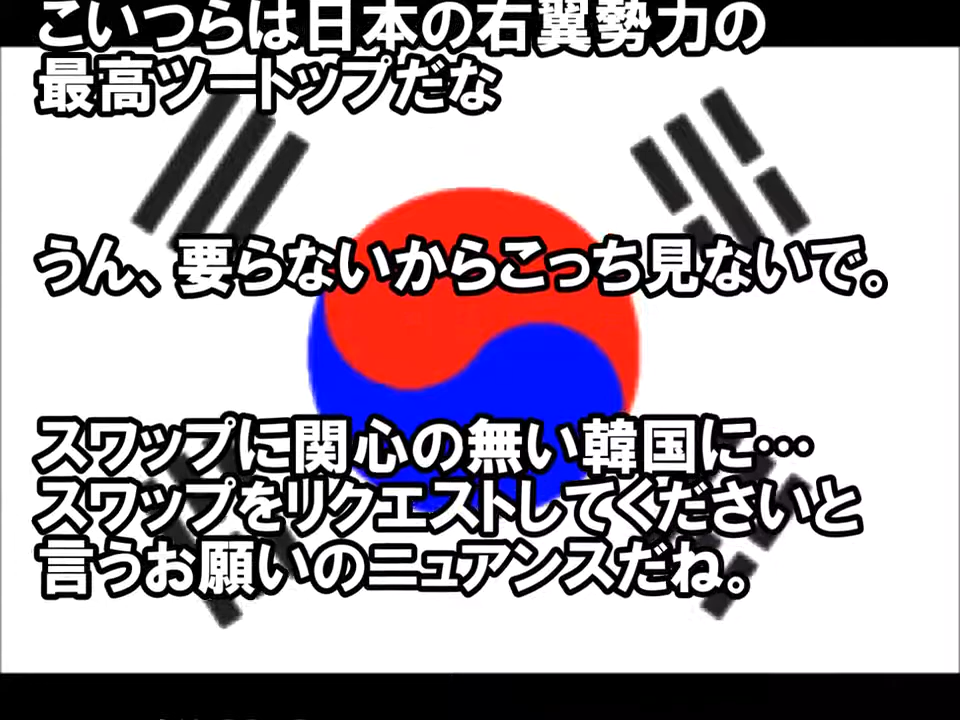 こいつらは日本の右翼勢力の
最高ツートップだな
うん、要らないからこっち見ないで。
スワップに関心の無い韓国に…
スワップをリクエストしてくださいと
言うお願いのニュアンスだね。